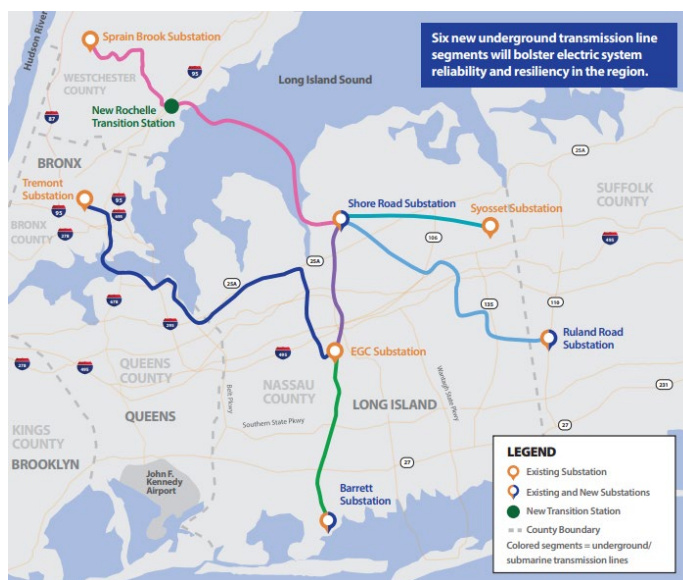 Six new underground transmission line
segments will bolster electric system
reliability and resiliency in the region.
Hudson River
Sprain Brook Substation
WESTCHESTER
COUNTY
95
Long Island Sound
New Rochelle
Transition Station
87
BRONX
25A
Tremont
Substation
95
SUFFOLK
COUNTY
Shore Road Substation
Syosset Substation
95
695
BRONX
COUNTY
278
106
495
25A
25A
678
295
135
110
Ruland Road
Substation
278
495
495
EGC Substation
QUEENS
COUNTY
NASSAU
COUNTY
Belt Pkwy
Wantagh State Pkwy
LONG ISLAND
231
QUEENS
Southern State Pkwy
27
KINGS
COUNTY
BROOKLYN
John F.
Kennedy
Airport
27
Barrett
Substation
LEGEND
Existing Substation
Existing and New Substations
New Transition Station
County Boundary
Colored segments = underground/
submarine transmission lines